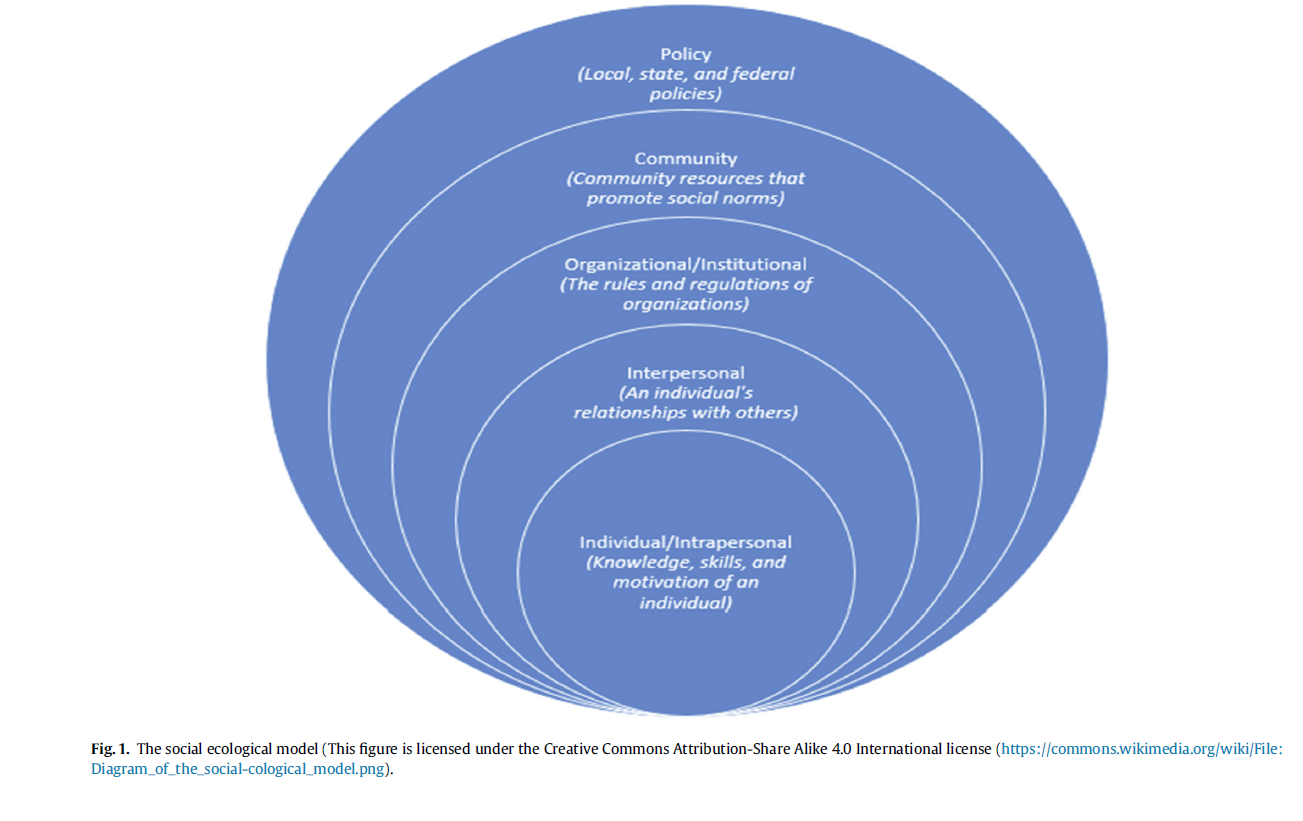 Policy
(Local, state, and federal
policies)
Community
(Community resources that
promote social norms)
Organizational/Institutional
(The rules and regulations of
organizations)
Interpersonal
(An individual's
relationships with others)
Individual/Intrapersonal
(Knowledge, skills, and
motivation of an
individual)
Fig. 1. The social ecological model (This figure is licensed under the Creative Commons Attribution-Share Alike 4.0 International license (https://commons.wikimedia.org/wiki/File:
Diagram_of_the_social-cological_model.png).